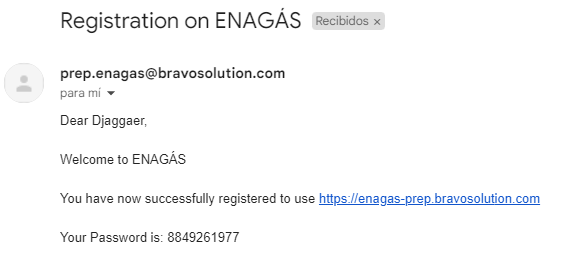 Registration on ENAGÁS Recibidos ×
prep.enagas@bravosolution.com
para mí
Dear Djaggaer,
Welcome to ENAGÁS
You have now successfully registered to use https://enagas-prep.bravosolution.com
Your Password is: 8849261977